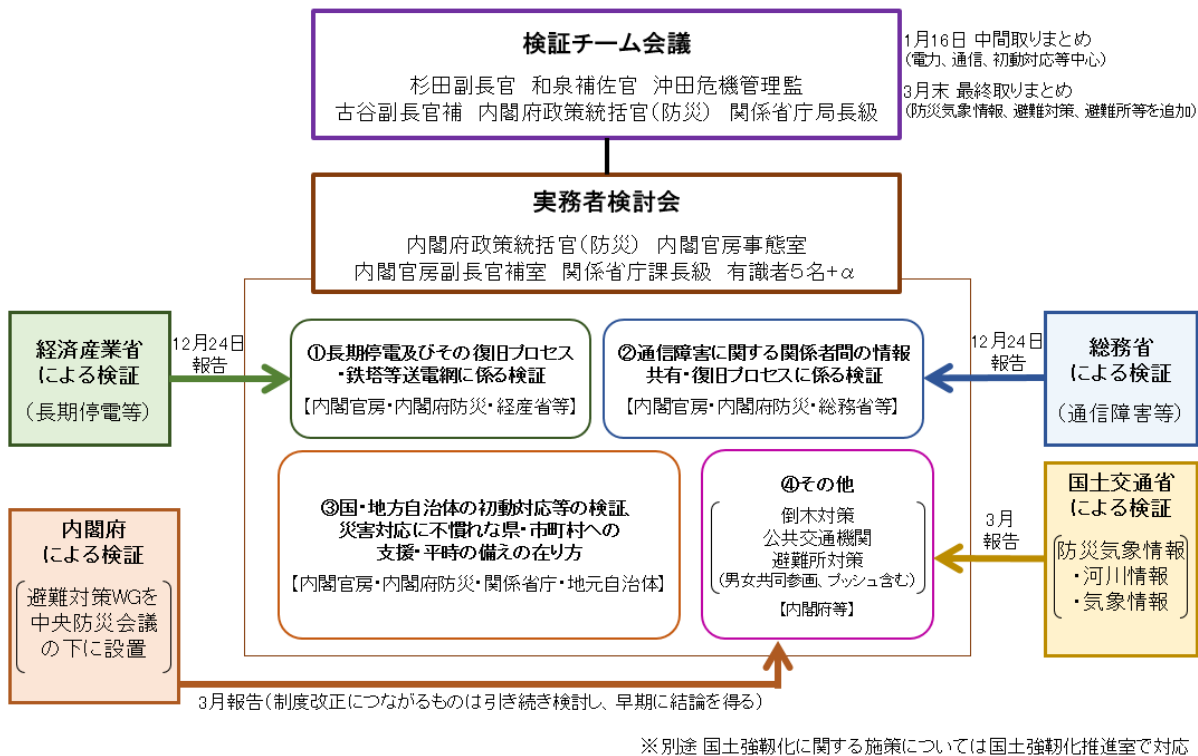 検証チーム会議
杉田副長官 和泉補佐官 沖田危機管理監
古谷副長官補 内閣府政策統括官(防災) 関係省庁局長級
1月16日 中間取りまとめ
(電力、通信、初動対応等中心)
3月末 最終取りまとめ
(防災気象情報、避難対策、避難所等を追加)
実務者検討会
内閣府政策統括官(防災) 内閣官房事態室
内閣官房副長官補室 関係省庁課長級 有識者5名+α
経済産業省
による検証
(長期停電等)
12月24日
報告
①長期停電及びその復旧プロセス
・鉄塔等送電網に係る検証
【内閣官房・内閣府防災・経産省等】
②通信障害に関する関係者間の情報
共有・復旧プロセスに係る検証
【内閣官房・内閣府防災・総務省等】
12月24日
報告
総務省
による検証
(通信障害等)
内閣府
による検証
避難対策WGを
中央防災会議
の下に設置
③国・地方自治体の初動対応等の検証、
災害対応に不慣れな県・市町村への
支援・平時の備えの在り方
【内閣官房・内閣府防災・関係省庁・地元自治体】
④その他
倒木対策
公共交通機関
避難所対策
(男女共同参画、プッシュ含む)
【内閣府等】
3月
報告
国土交通省
による検証
防災気象情報
・河川情報
・気象情報
3月報告(制度改正につながるものは引き続き検討し、早期に結論を得る)
※別途 国土強靱化に関する施策については国土強靱化推進室で対応